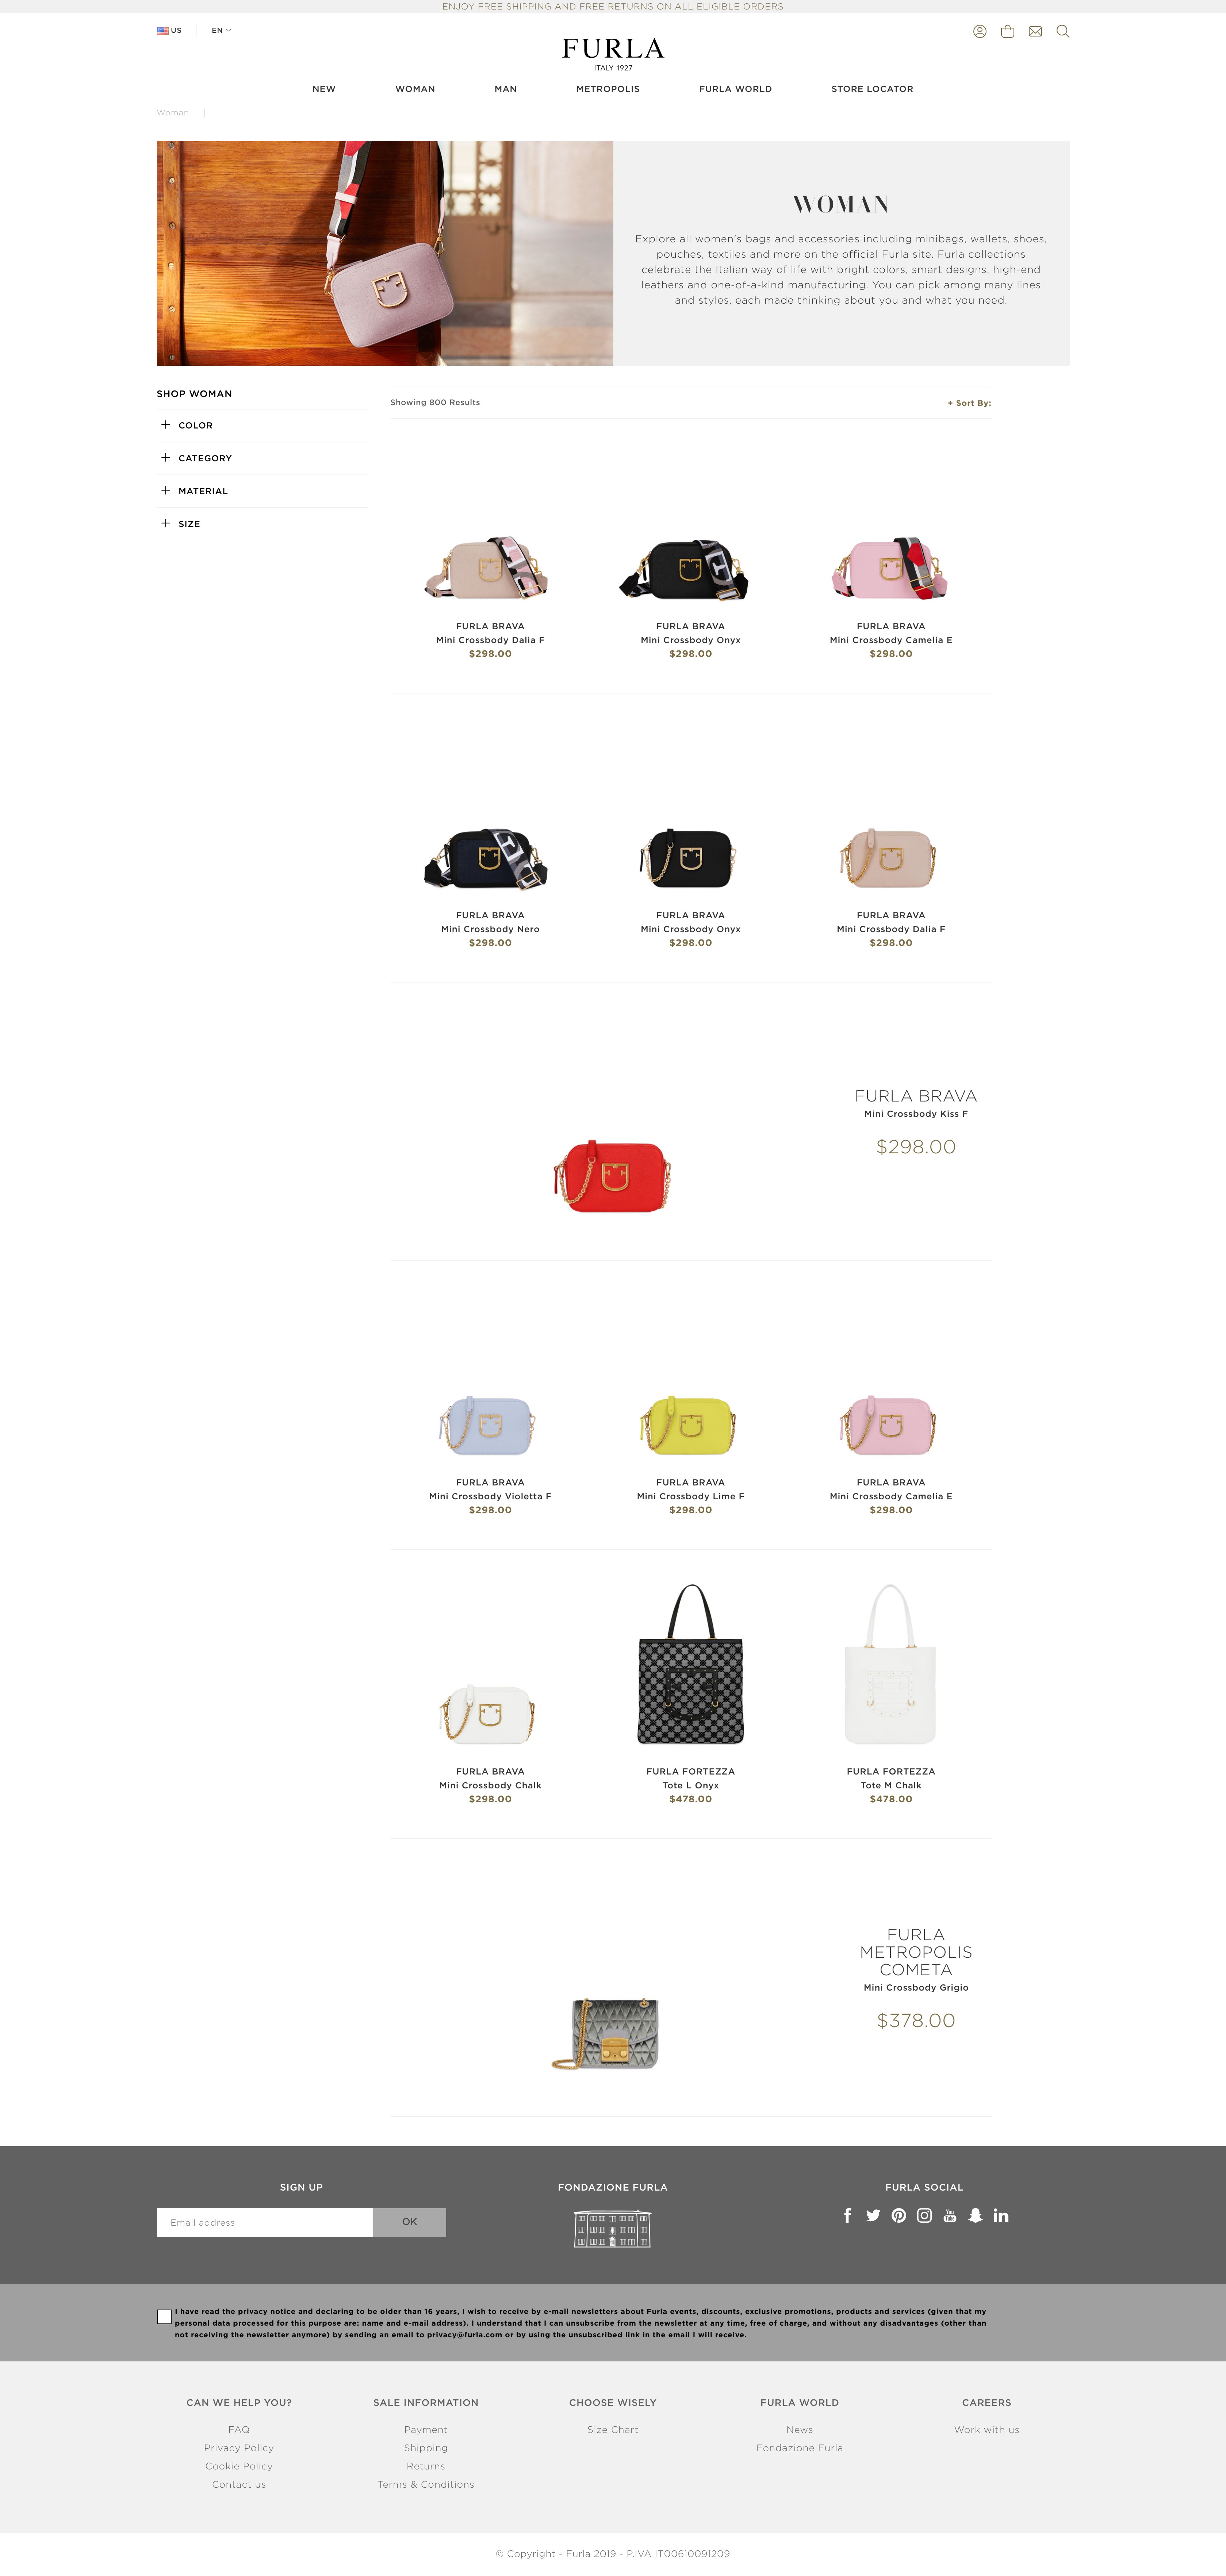 ENJOY FREE SHIPPING AND FREE RETURNS ON ALL ELIGIBLE ORDERS
US
EN
FURLA
ITALY 1927
NEW
WOMAN
MAN
METROPOLIS
FURLA WORLD
STORE LOCATOR
Woman
WOMAN
Explore all women's bags and accessories including minibags, wallets, shoes,
pouches, textiles and more on the official Furla site. Furla collections
celebrate the Italian way of life with bright colors, smart designs, high-end
leathers and one-of-a-kind manufacturing. You can pick among many lines
and styles, each made thinking about you and what you need.
SHOP WOMAN
+ COLOR
+ CATEGORY
+ MATERIAL
+ SIZE
Showing 800 Results
+ Sort By:
FURLA BRAVA
Mini Crossbody Dalia F
$298.00
FURLA BRAVA
Mini Crossbody Onyx
$298.00
FURLA BRAVA
Mini Crossbody Camelia E
$298.00
FURLA BRAVA
Mini Crossbody Nero
$298.00
FURLA BRAVA
Mini Crossbody Onyx
$298.00
FURLA BRAVA
Mini Crossbody Dalia F
$298.00
FURLA BRAVA
Mini Crossbody Kiss F
$298.00
FURLA BRAVA
Mini Crossbody Violetta F
$298.00
FURLA BRAVA
Mini Crossbody Lime F
$298.00
FURLA BRAVA
Mini Crossbody Camelia E
$298.00
FURLA BRAVA
Mini Crossbody Chalk
$298.00
FURLA FORTEZZA
Tote L Onyx
$478.00
FURLA FORTEZZA
Tote M Chalk
$478.00
FURLA
METROPOLIS
COMETA
Mini Crossbody Grigio
$378.00
SIGN UP
Email address
OK
FONDAZIONE FURLA
FURLA SOCIAL
I have read the privacy notice and declaring to be older than 16 years, I wish to receive by e-mail newsletters about Furla events, discounts, exclusive promotions, products and services (given that my
personal data processed for this purpose are: name and e-mail address). I understand that I can unsubscribe from the newsletter at any time, free of charge, and without any disadvantages (other than
not receiving the newsletter anymore) by sending an email to privacy@furla.com or by using the unsubscribed link in the email I will receive.
CAN WE HELP YOU?
FAQ
Privacy Policy
Cookie Policy
Contact us
SALE INFORMATION
Payment
Shipping
Returns
Terms & Conditions
CHOOSE WISELY
Size Chart
FURLA WORLD
News
Fondazione Furla
CAREERS
Work with us
© Copyright - Furla 2019 - P.IVA IT00610091209